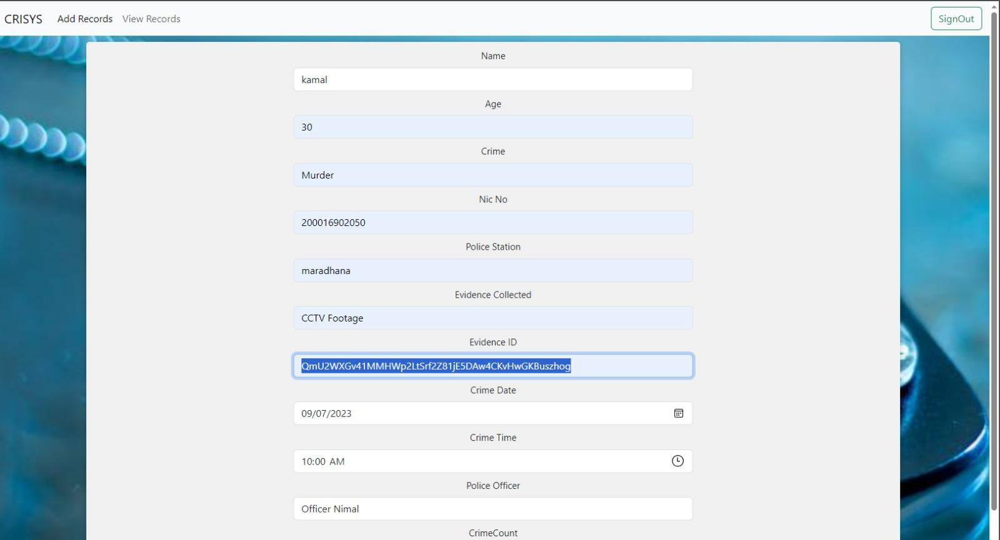 CRISYS Add Records View Records SignOut
Name
kamal
Age
30
Crime
Murder
Nic No
200016902050
Police Station
maradhana
Evidence Collected
CCTV Footage
Evidence ID
QmU2WXGv41MMHWp2LtSrf2Z81jE5DAw4CKvHwGKBuszhog
Crime Date
09/07/2023
Crime Time
10:00 AM
Police Officer
Officer Nimal
CrimeCount